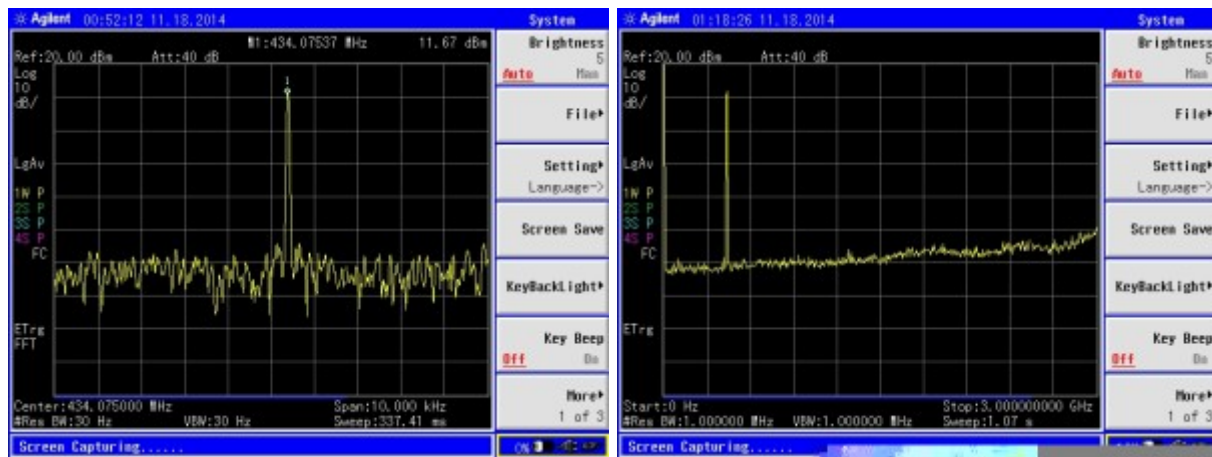 Agilent 00:52:12 11.18.2014 System
M1:434.07537 MHz 11.67 dBm
Ref:20.00 dBm Att:40 dB
Log
10
dB/
1
LgAv
1W P
2S P
3S P
4S P
FC
ETrg
FFT
Center:434.075000 MHz Span:10.000 kHz
#Res BW:30 Hz VBW:30 Hz Sweep:337.41 ms
Screen Capturing......
Brightness
5
Auto Man
File
Setting
Language->
Screen Save
KeyBackLight
Key Beep
Off On
More
1 of 3
0%
Agilent 01:18:26 11.18.2014 System
Ref:20.00 dBm Att:40 dB
Log
10
dB/
LgAv
1W P
2S P
3S P
4S P
FC
ETrg
Start:0 Hz Stop:3.000000000 GHz
#Res BW:1.000000 MHz VBW:1.000000 MHz Sweep:1.07 s
Screen Capturing......
Brightness
5
Auto Man
File
Setting
Language->
Screen Save
KeyBackLight
Key Beep
Off On
More
1 of 3